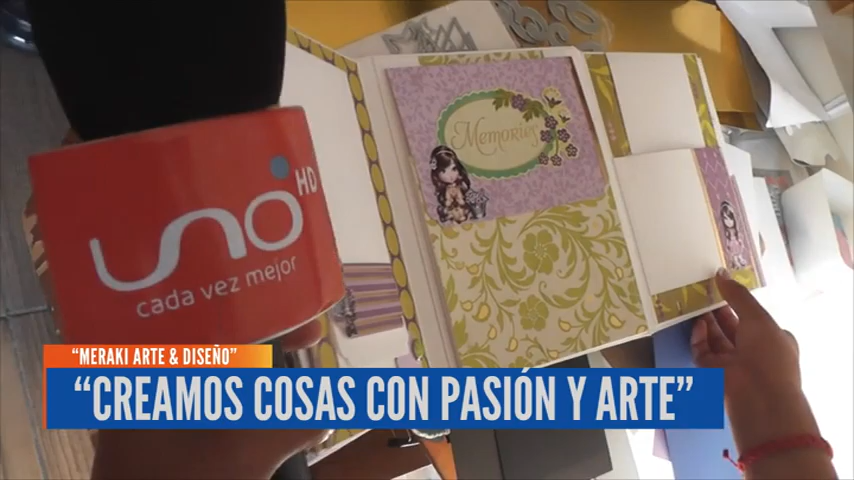 uno HD
cada vez mejor
Memories
“MERAKI ARTE & DISEÑO”
“CREAMOS COSAS CON PASIÓN Y ARTE”